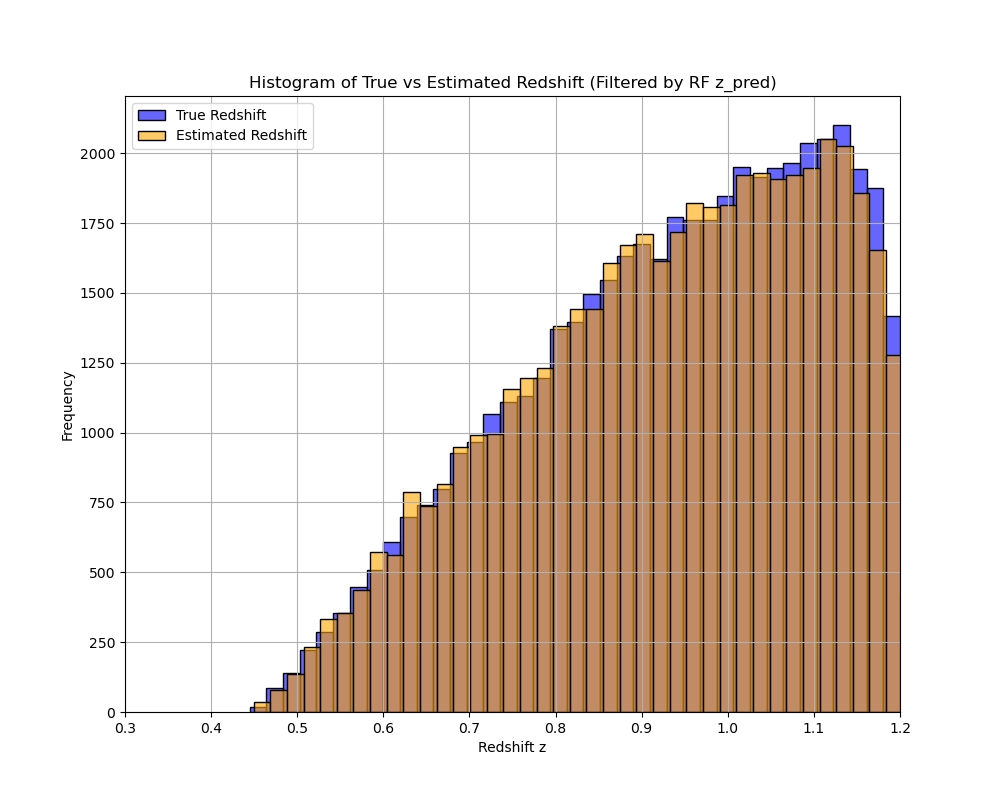 Histogram of True vs Estimated Redshift (Filtered by RF z_pred)
True Redshift
Estimated Redshift
Frequency
2000
1750
1500
1250
1000
750
500
250
0
0.3 0.4 0.5 0.6 0.7 0.8 0.9 1.0 1.1 1.2
Redshift z